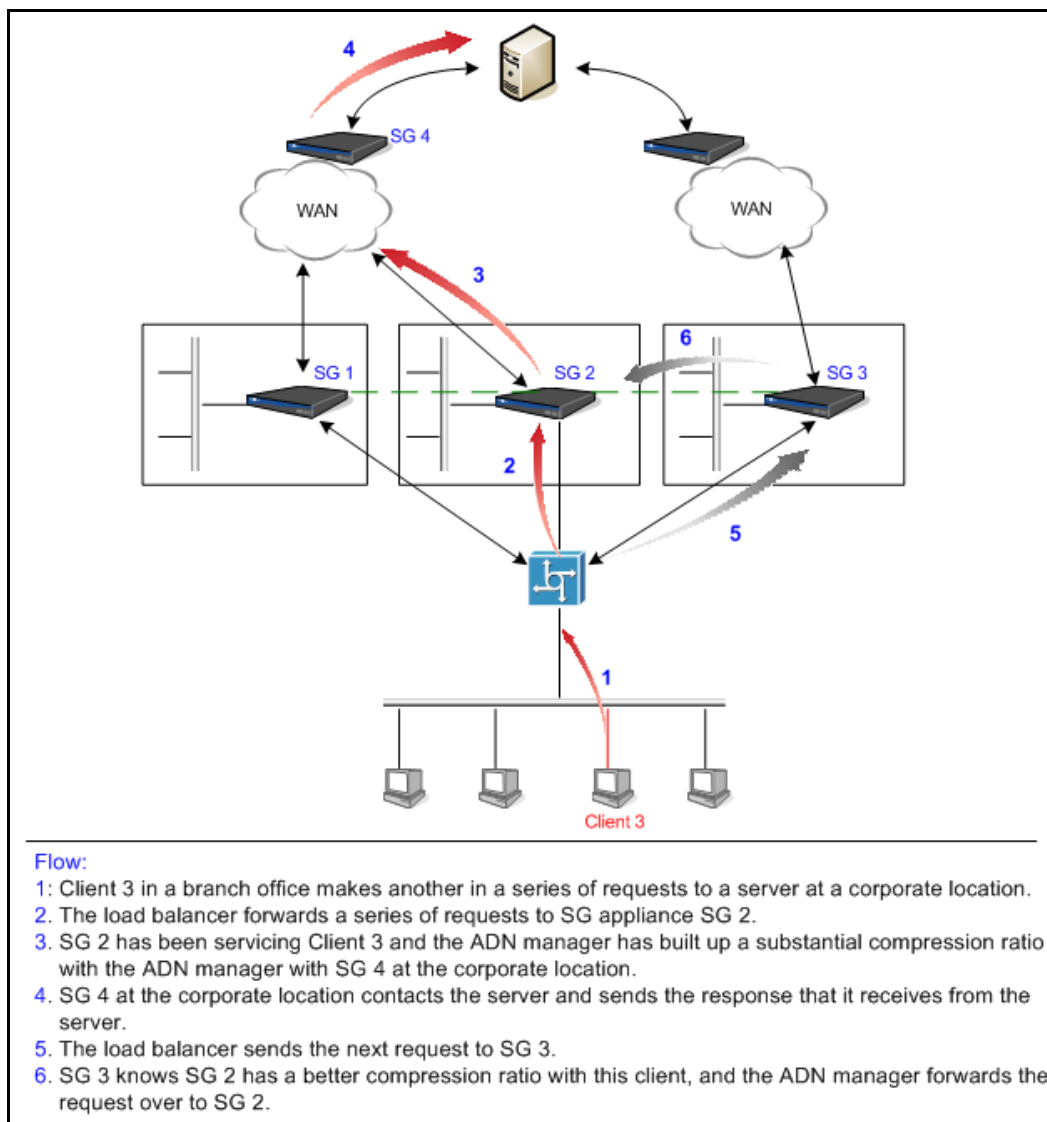 4
SG 4
WAN
WAN
3
6
SG 1
SG 2
SG 3
2
5
1
Client 3
Flow:
1: Client 3 in a branch office makes another in a series of requests to a server at a corporate location.
2. The load balancer forwards a series of requests to SG appliance SG 2.
3. SG 2 has been servicing Client 3 and the ADN manager has built up a substantial compression ratio
with the ADN manager with SG 4 at the corporate location.
4. SG 4 at the corporate location contacts the server and sends the response that it receives from the
server.
5. The load balancer sends the next request to SG 3.
6. SG 3 knows SG 2 has a better compression ratio with this client, and the ADN manager forwards the
request over to SG 2.